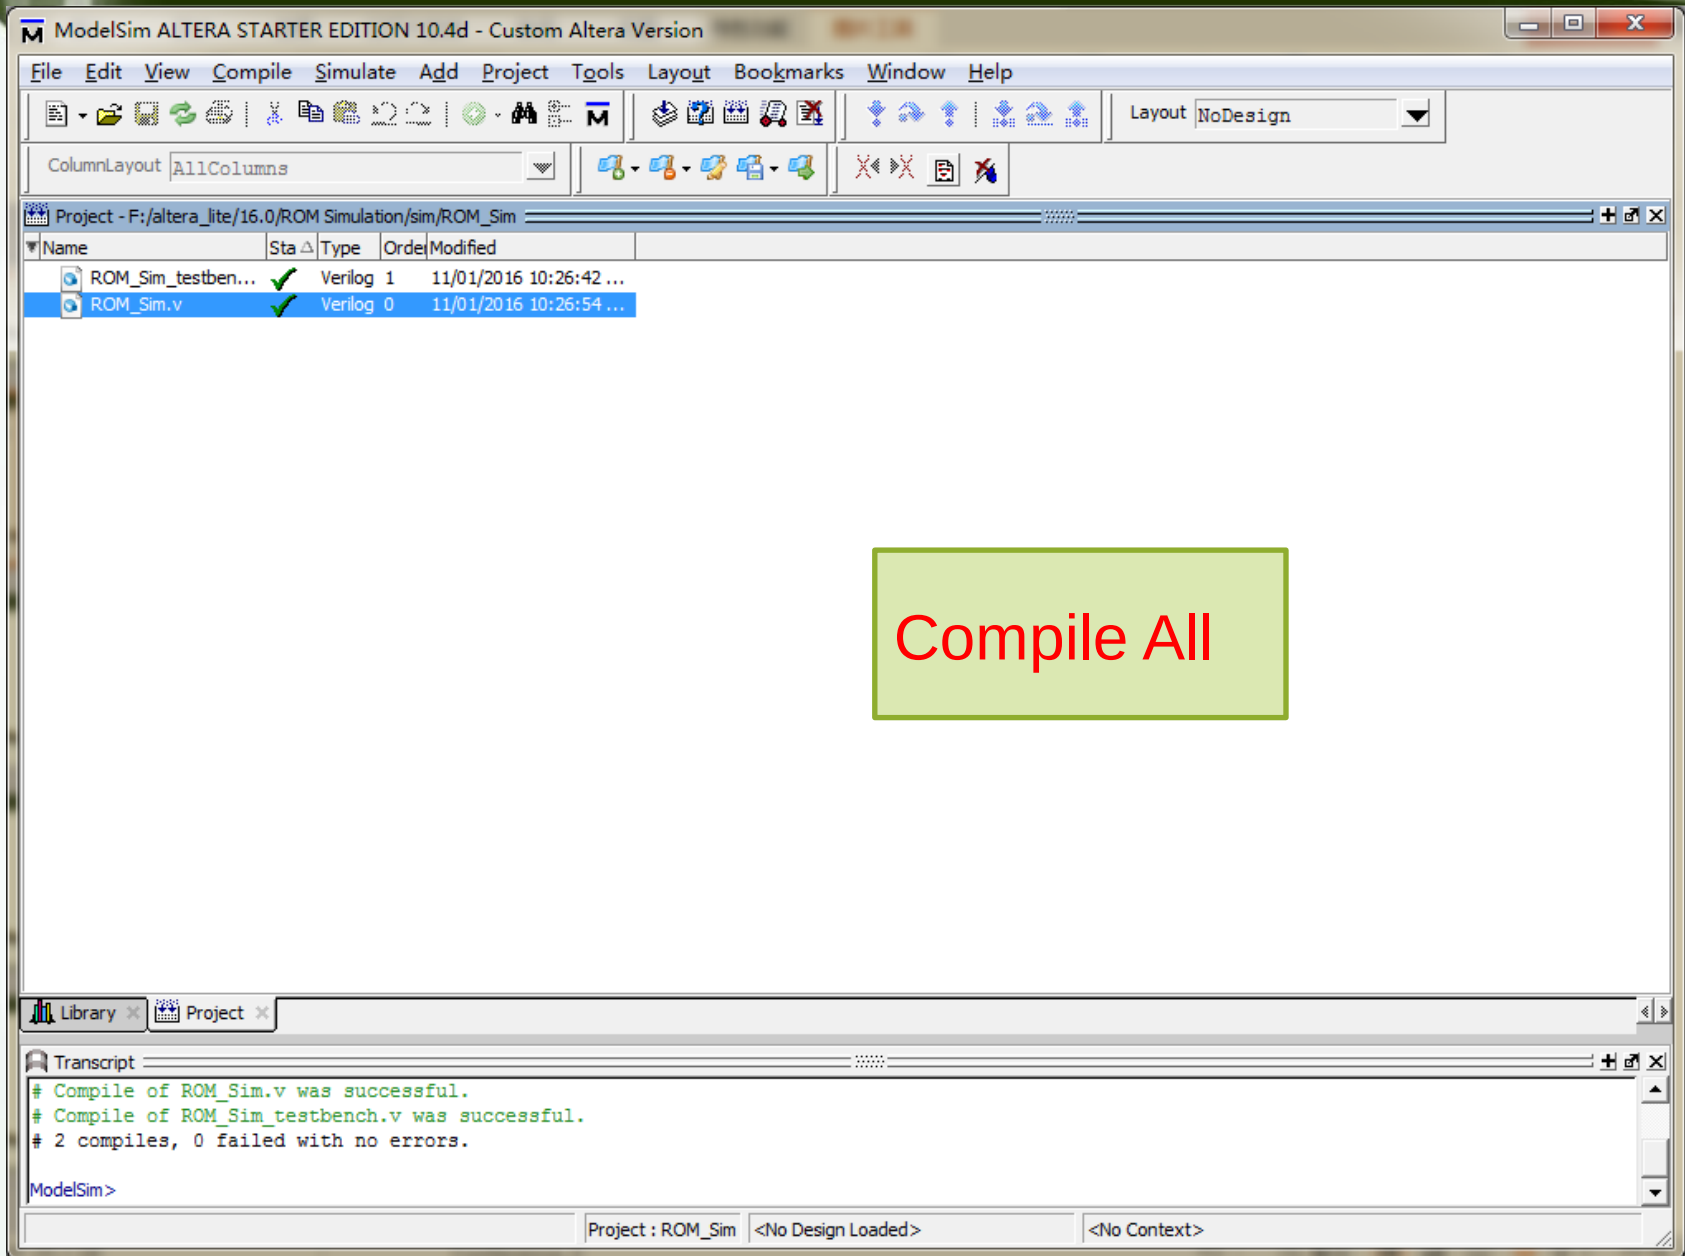 ModelSim ALTERA STARTER EDITION 10.4d - Custom Altera Version
File Edit View Compile Simulate Add Project Tools Layout Bookmarks Window Help
Layout NoDesign
ColumnLayout AllColumns
Project - F:/altera_lite/16.0/ROM Simulation/sim/ROM_Sim
Name Sta Type Order Modified
ROM_Sim_testben... Verilog 1 11/01/2016 10:26:42 ...
ROM_Sim.v Verilog 0 11/01/2016 10:26:54 ...
Compile All
Library Project
Transcript
# Compile of ROM_Sim.v was successful.
# Compile of ROM_Sim_testbench.v was successful.
# 2 compiles, 0 failed with no errors.
ModelSim>
Project : ROM_Sim <No Design Loaded> <No Context>